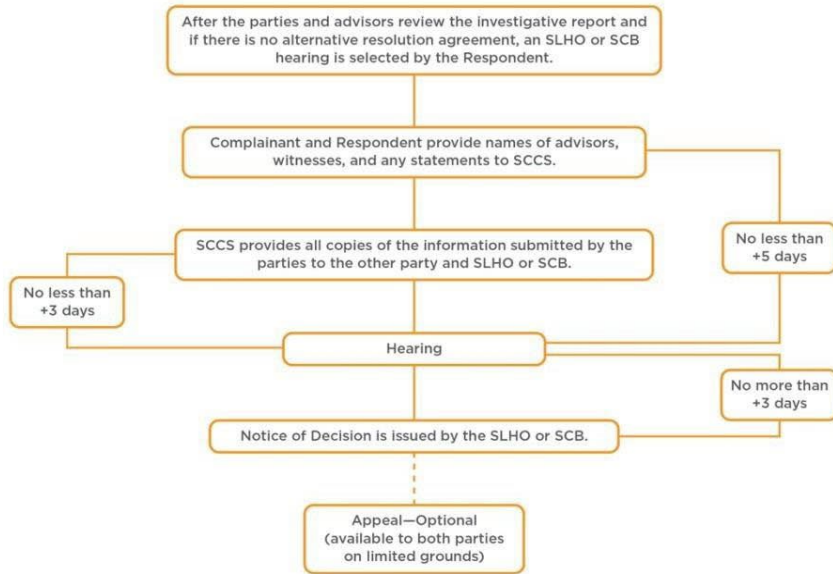 After the parties and advisors review the investigative report and
if there is no alternative resolution agreement, an SLHO or SCB
hearing is selected by the Respondent.
Complainant and Respondent provide names of advisors,
witnesses, and any statements to SCCS.
SCCS provides all copies of the information submitted by the
parties to the other party and SLHO or SCB.
No less than
+5 days
No less than
+3 days
Hearing
No more than
+3 days
Notice of Decision is issued by the SLHO or SCB.
Appeal—Optional
(available to both parties
on limited grounds)